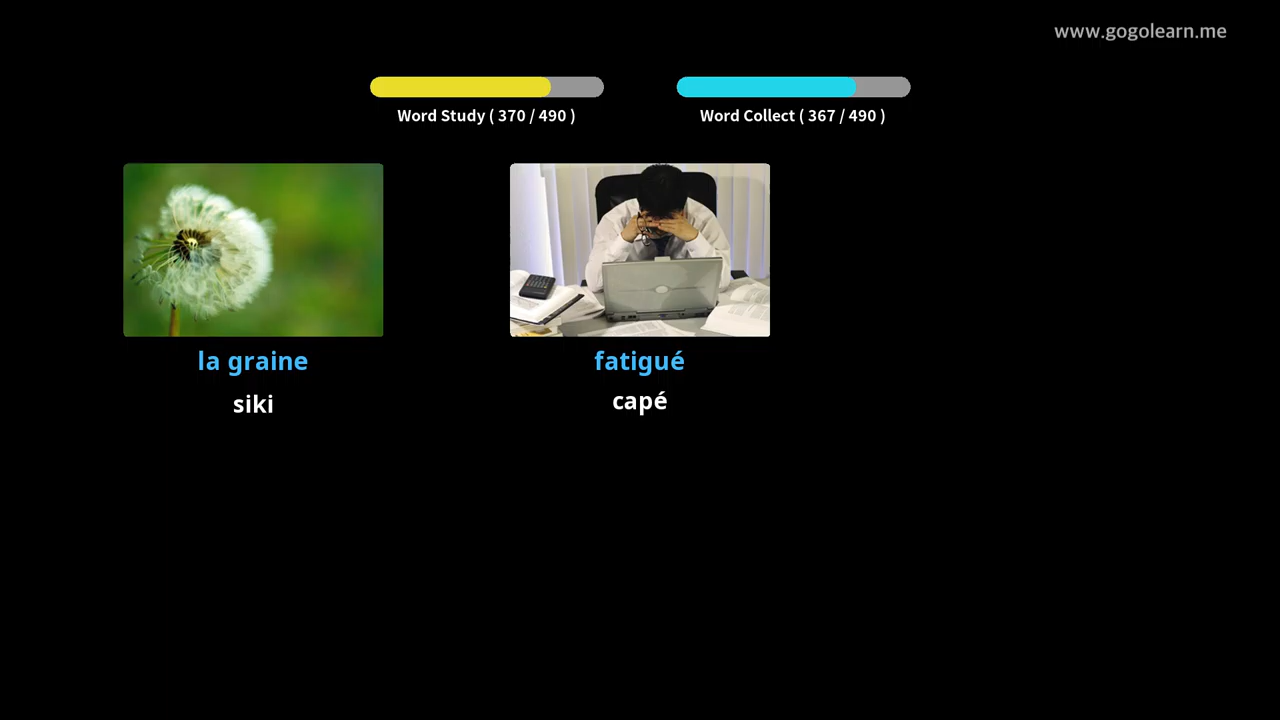 www.gogolearn.me
Word Study ( 370 / 490 )
Word Collect ( 367 / 490 )
la graine
siki
fatigué
capé